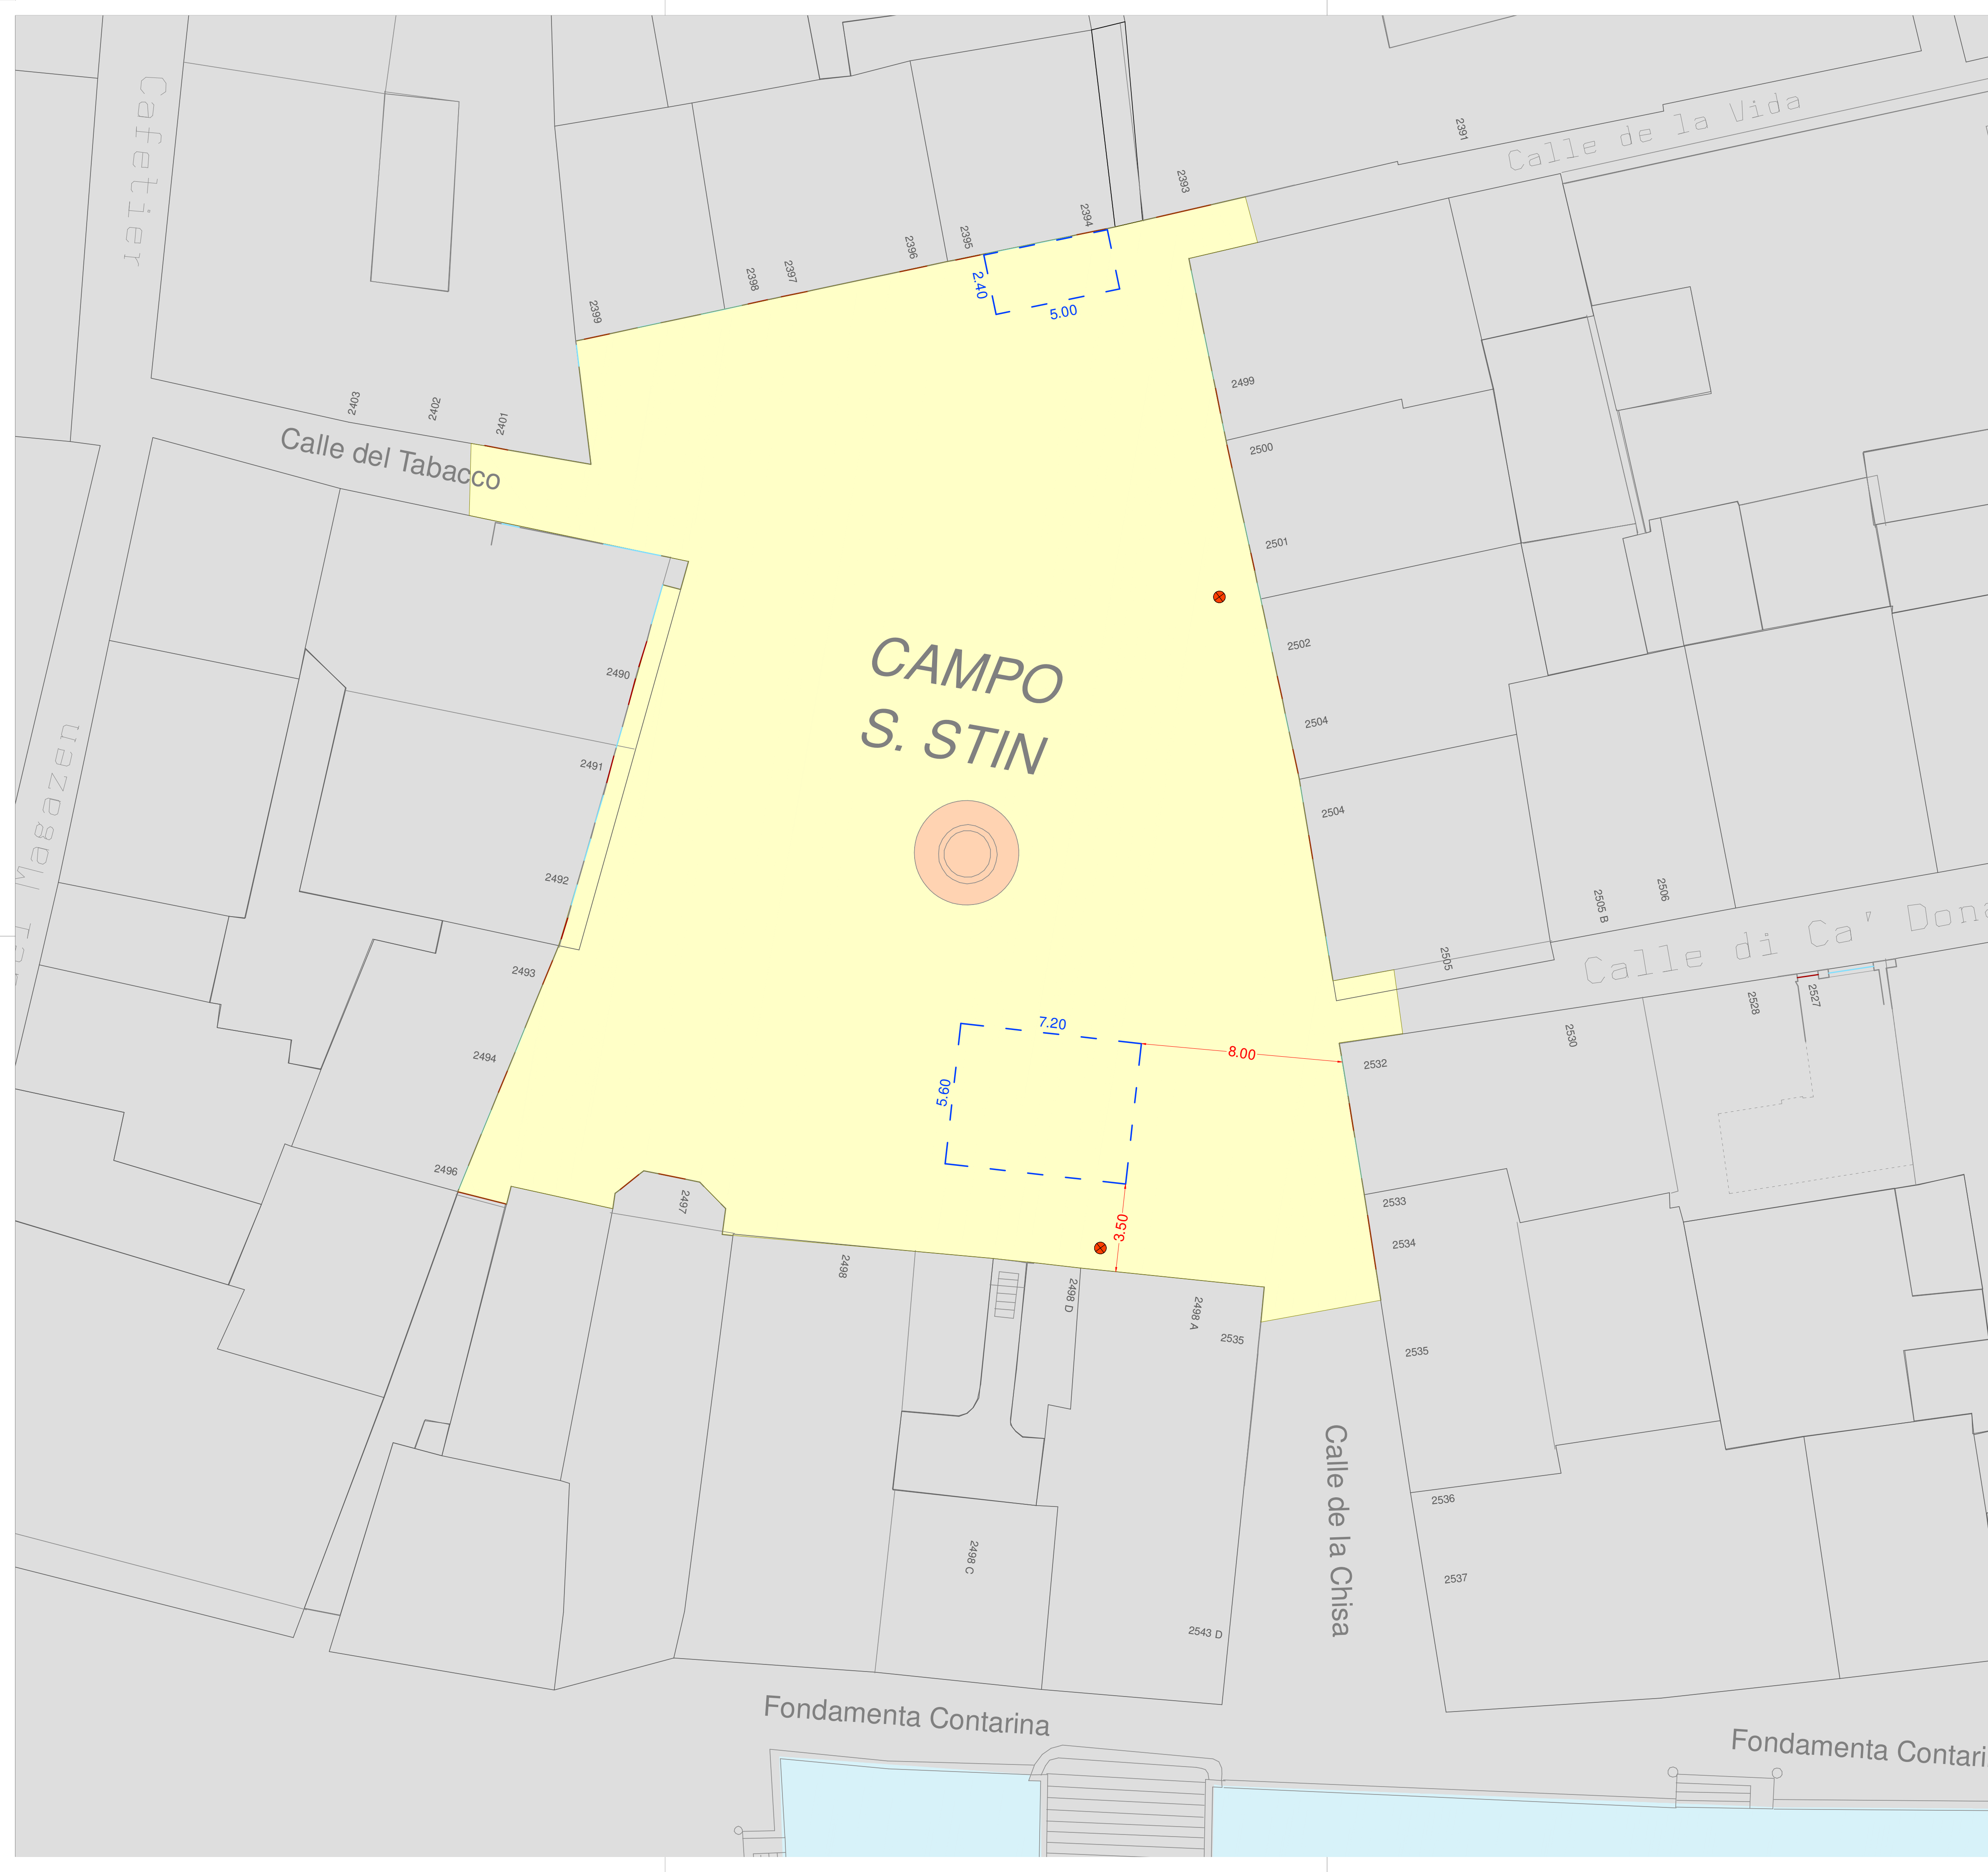 Cafetier
2391
Calle de la Vida
2393
2394
2395
2396
2397
2398
2399
2.40
5.00
2403
2402
2401
Calle del Tabacco
2499
2500
2501
2502
2504
2504
2490
2491
2492
2493
2494
2496
CAMPO
S. STIN
Magazen
2505
2505 B
2506
Calle di Ca'
2527
2528
2530
2532
2533
2534
2535
2536
2537
7.20
5.60
8.00
3.50
2497
2498
2498 D
2498 A
2535
2498 C
2543 D
Calle de la Chisa
Fondamenta Contarina
Fondamenta Contari